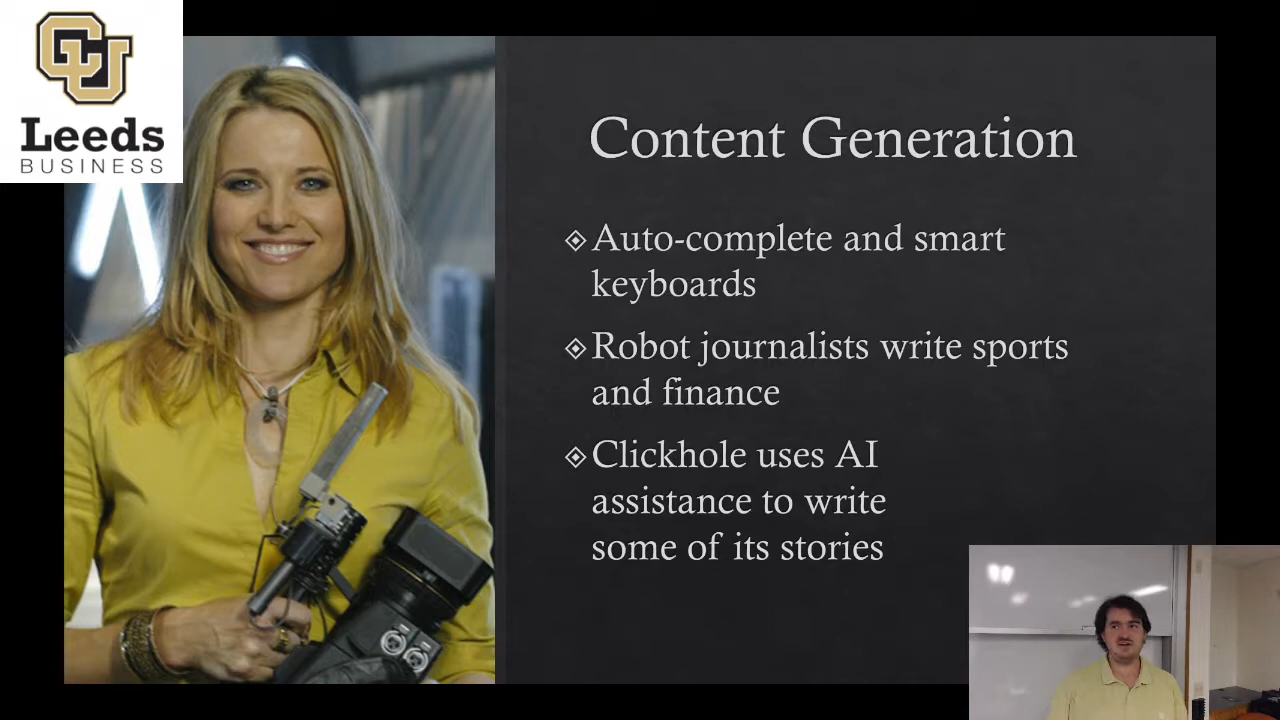 CU
Leeds
BUSINESS
Content Generation
Auto-complete and smart
keyboards
Robot journalists write sports
and finance
Clickhole uses AI
assistance to write
some of its stories